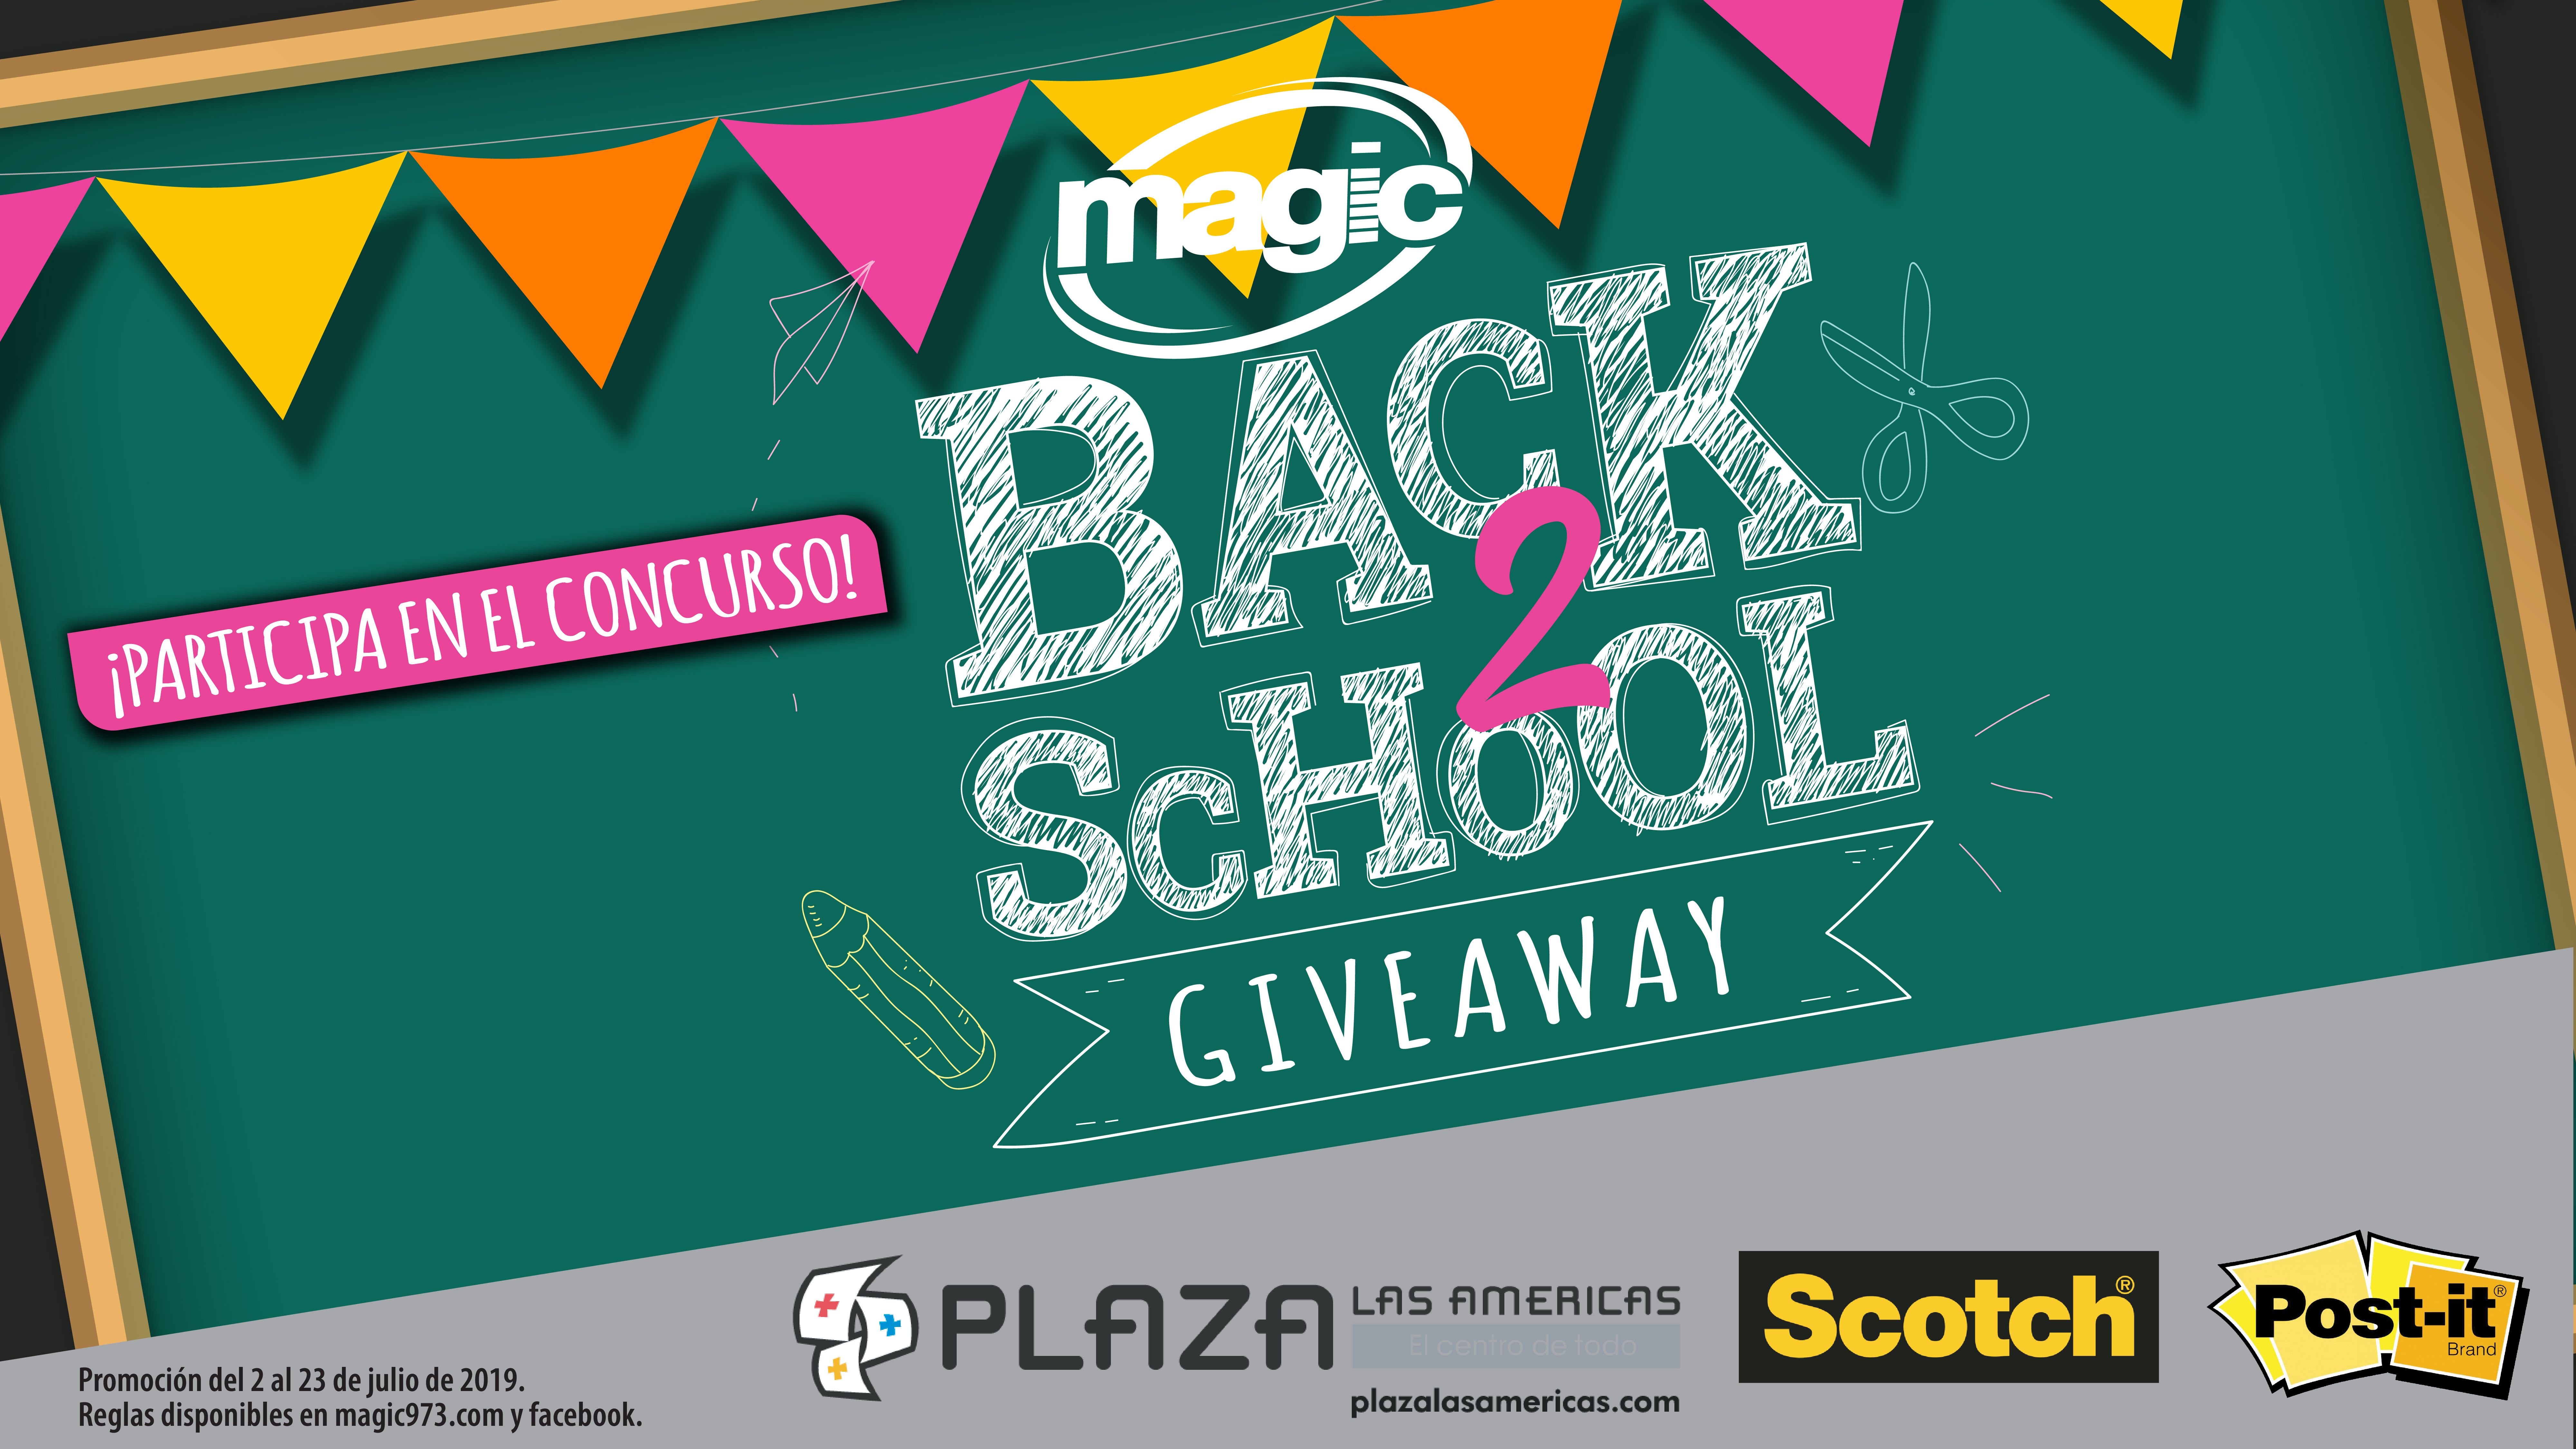 magic
BACK
2
SCHOOL
GIVEAWAY
¡PARTICIPA EN EL CONCURSO!
PLAZA
LAS AMERICAS
El centro de todo
plazalasamericas.com
Scotch®
Post-it®
Brand
Promoción del 2 al 23 de julio de 2019.
Reglas disponibles en magic973.com y facebook.